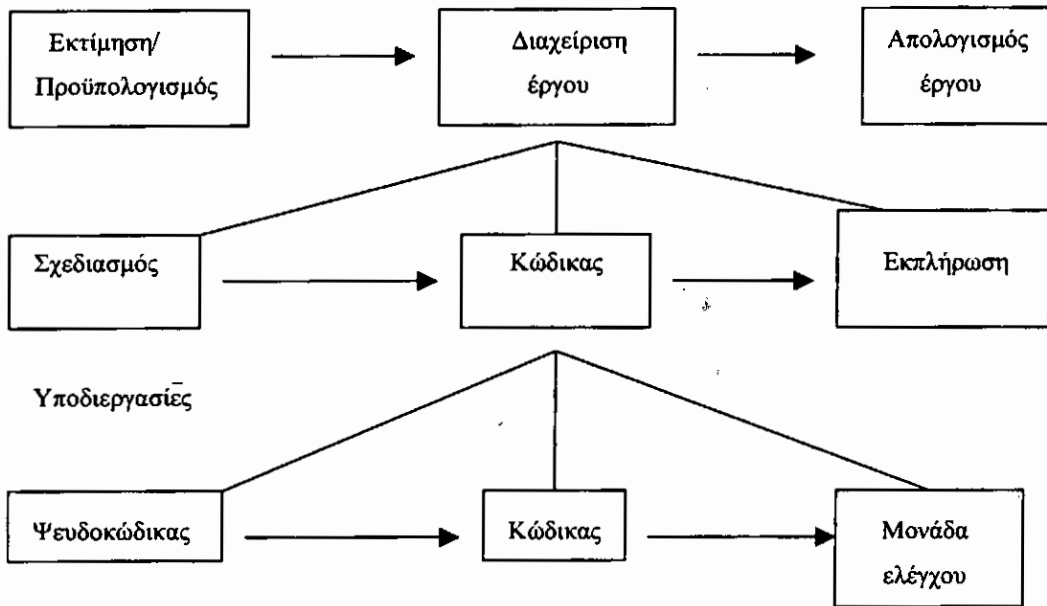 Εκτίμηση/
Προϋπολογισμός
Διαχείριση
έργου
Απολογισμός
έργου
Σχεδιασμός
Κώδικας
Εκπλήρωση
Υποδιεργασίες
Ψευδοκώδικας
Κώδικας
Μονάδα
ελέγχου